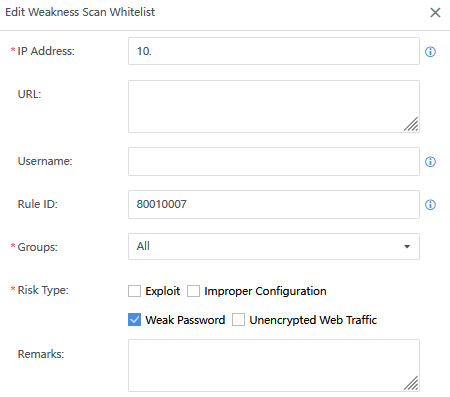 Edit Weakness Scan Whitelist
* IP Address: 10.
URL:
Username:
Rule ID: 80010007
* Groups: All
* Risk Type: Exploit Improper Configuration
Weak Password Unencrypted Web Traffic
Remarks: